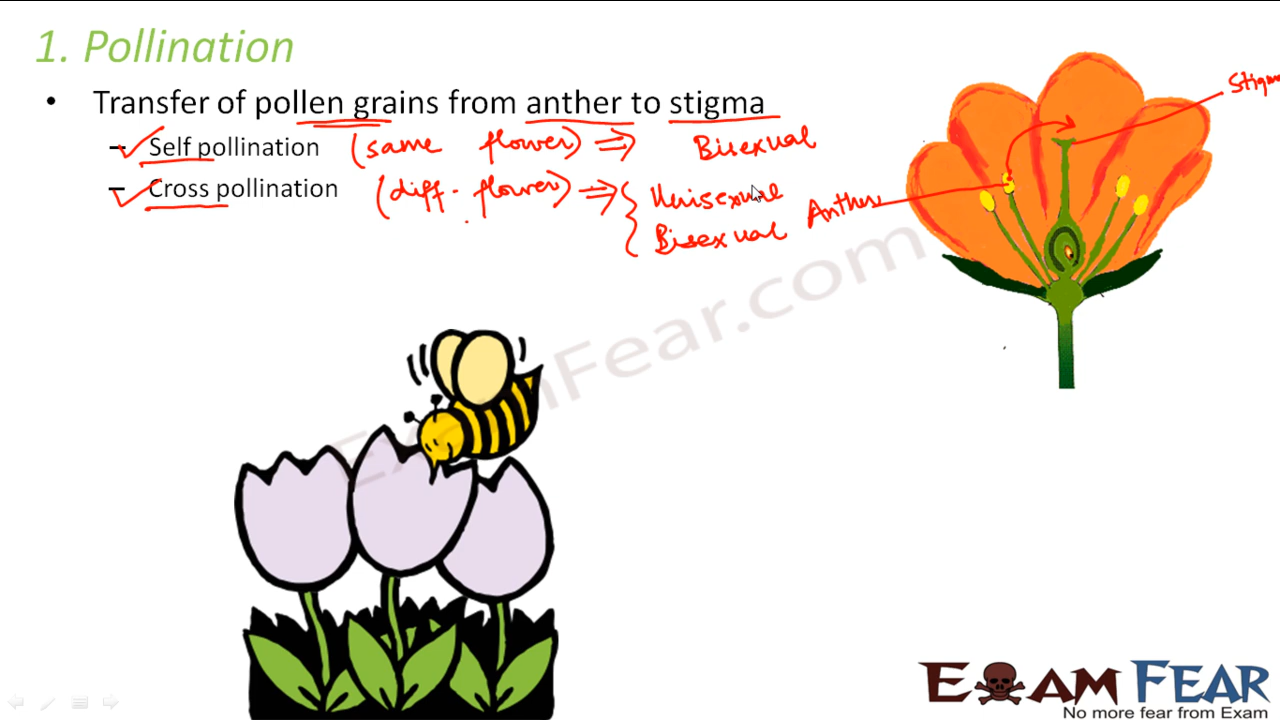 1. Pollination
• Transfer of pollen grains from anther to stigma
– Self pollination (same flower) ⇒ Bisexual
– Cross pollination (diff. flower) ⇒ { Unisexual
Bisexual
Stigma
Anther
ExamFear.com
EXAM FEAR
No more fear from Exam